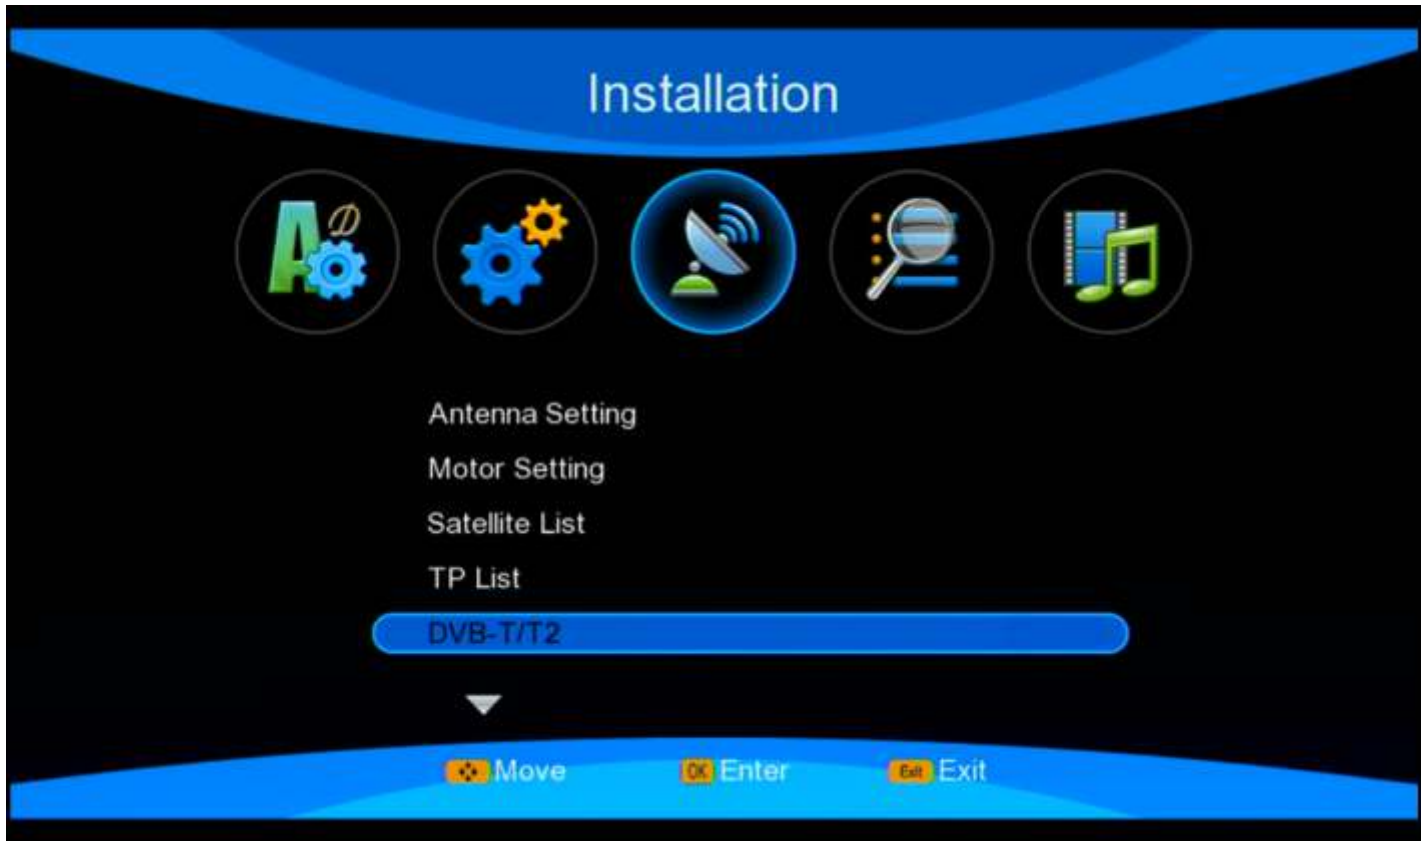 Installation
Antenna Setting
Motor Setting
Satellite List
TP List
DVB-T/T2
Move OK Enter Exit Exit